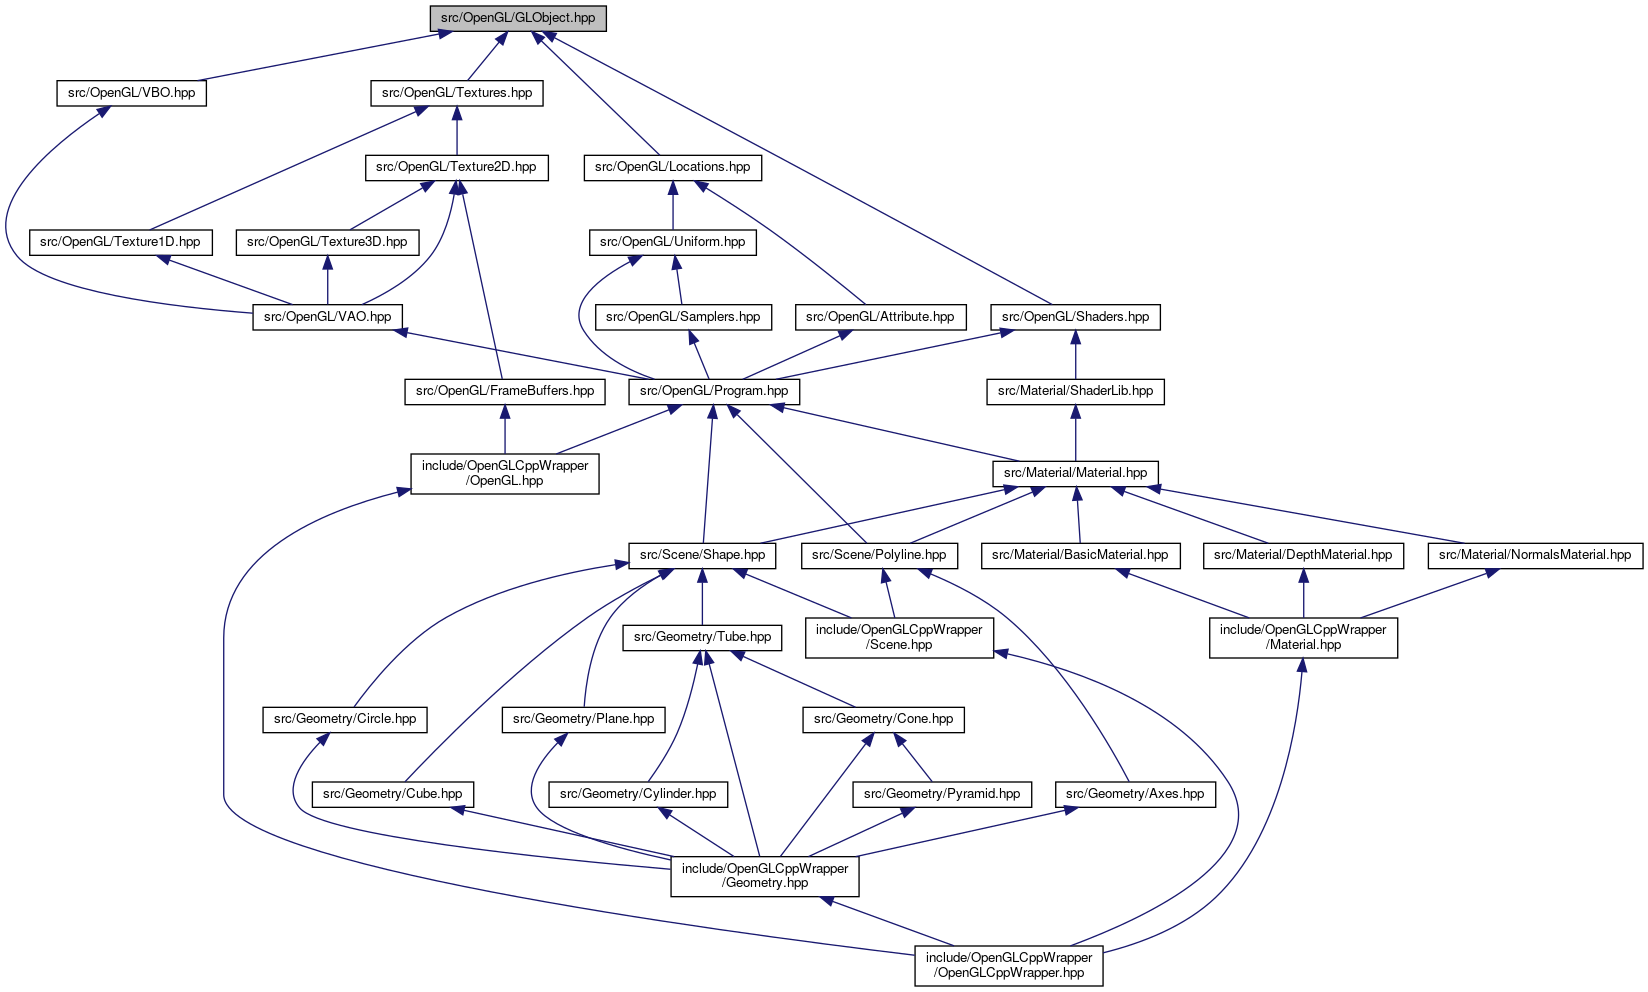 src/OpenGL/GLObject.hpp
src/OpenGL/VBO.hpp
src/OpenGL/Textures.hpp
src/OpenGL/Texture2D.hpp
src/OpenGL/Locations.hpp
src/OpenGL/Texture1D.hpp
src/OpenGL/Texture3D.hpp
src/OpenGL/Uniform.hpp
src/OpenGL/VAO.hpp
src/OpenGL/Samplers.hpp
src/OpenGL/Attribute.hpp
src/OpenGL/Shaders.hpp
src/OpenGL/FrameBuffers.hpp
src/OpenGL/Program.hpp
src/Material/ShaderLib.hpp
include/OpenGLCppWrapper
/OpenGL.hpp
src/Material/Material.hpp
src/Scene/Shape.hpp
src/Scene/Polyline.hpp
src/Material/BasicMaterial.hpp
src/Material/DepthMaterial.hpp
src/Material/NormalsMaterial.hpp
src/Geometry/Tube.hpp
include/OpenGLCppWrapper
/Scene.hpp
include/OpenGLCppWrapper
/Material.hpp
src/Geometry/Circle.hpp
src/Geometry/Plane.hpp
src/Geometry/Cone.hpp
src/Geometry/Cube.hpp
src/Geometry/Cylinder.hpp
src/Geometry/Pyramid.hpp
src/Geometry/Axes.hpp
include/OpenGLCppWrapper
/Geometry.hpp
include/OpenGLCppWrapper
/OpenGLCppWrapper.hpp